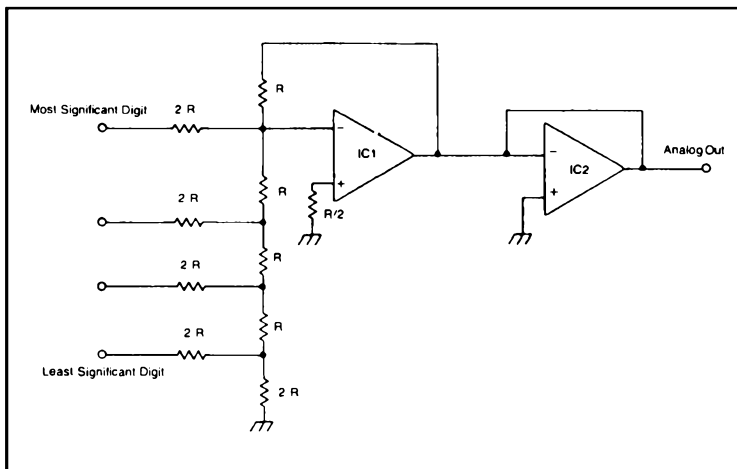 R
2 R
Most Significant Digit
-
IC1
+
R/2
-
IC2
+
Analog Out
2 R
R
2 R
R
2 R
R
Least Significant Digit
2 R